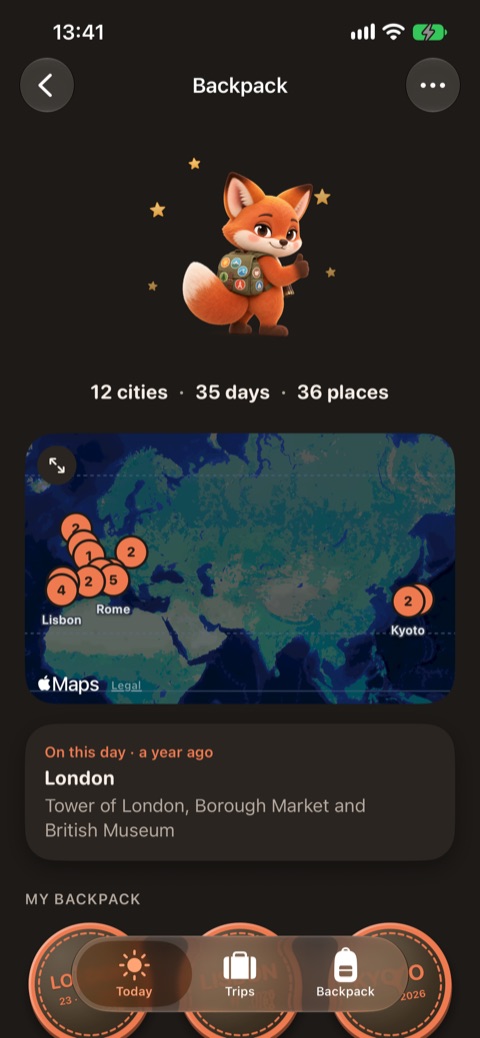 13:41
Backpack
12 cities · 35 days · 36 places
2
1
2
2
5
4
2
Rome
Lisbon
Kyoto
Maps Legal
On this day · a year ago
London
Tower of London, Borough Market and
British Museum
MY BACKPACK
Today
Trips
Backpack